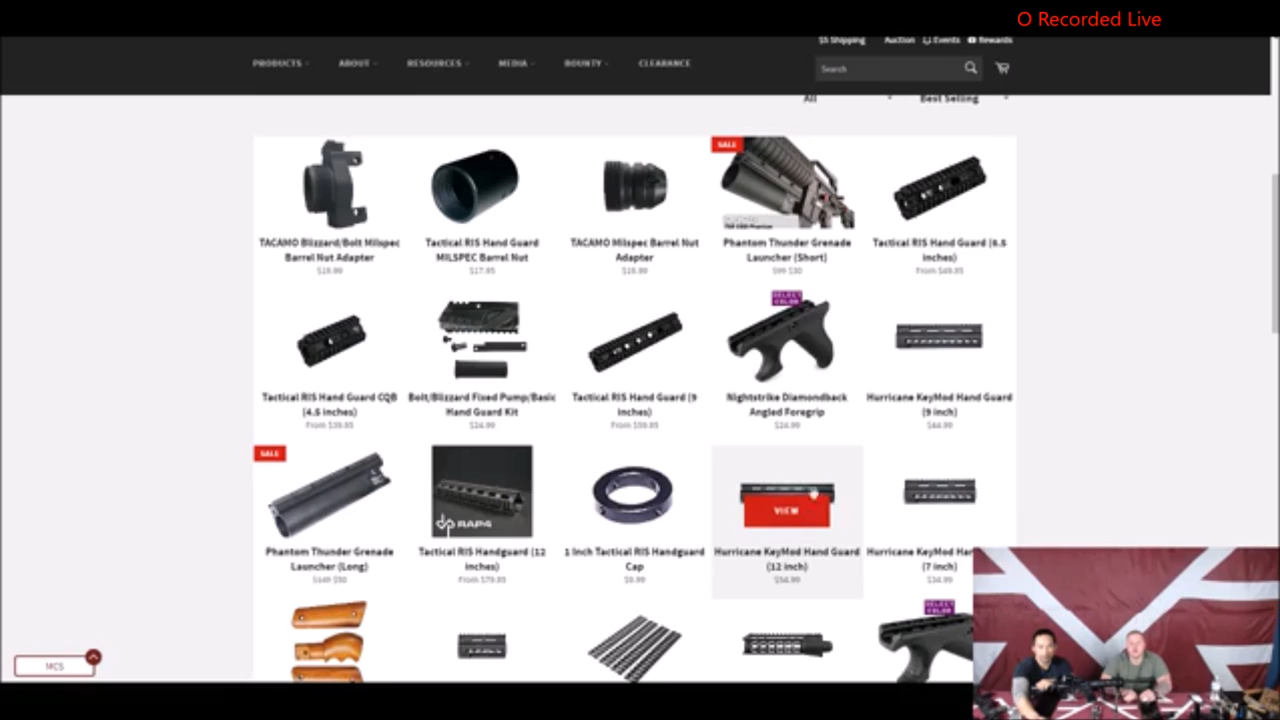 O Recorded Live
$5 Shipping Auction Events Rewards
PRODUCTS ABOUT RESOURCES MEDIA BOUNTY CLEARANCE
Search
All Best Selling
SALE
TACAMO Blizzard/Bolt Milspec
Barrel Nut Adapter
$19.99
Tactical RIS Hand Guard
MILSPEC Barrel Nut
$17.95
TACAMO Milspec Barrel Nut
Adapter
$19.99
Phantom Thunder Grenade
Launcher (Short)
$99 $30
Tactical RIS Hand Guard (6.5
inches)
From $49.95
SELECT
COLOR
Tactical RIS Hand Guard CQB
(4.5 inches)
From $39.95
Bolt/Blizzard Fixed Pump/Basic
Hand Guard Kit
$24.99
Tactical RIS Hand Guard (9
inches)
From $59.95
Nightstrike Diamondback
Angled Foregrip
$24.99
Hurricane KeyMod Hand Guard
(9 inch)
$44.99
SALE
RAP4
VIEW
Phantom Thunder Grenade
Launcher (Long)
$149 $50
Tactical RIS Handguard (12
inches)
From $79.95
1 Inch Tactical RIS Handguard
Cap
$9.99
Hurricane KeyMod Hand Guard
(12 inch)
$54.99
Hurricane KeyMod Han
(7 inch)
$34.99
SELECT
COLOR
MCS